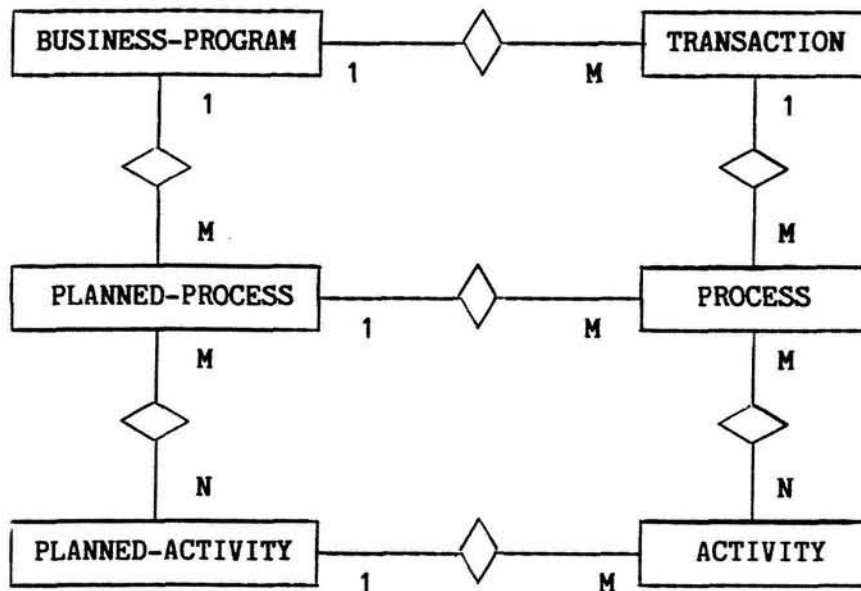 BUSINESS-PROGRAM TRANSACTION
1 M
1 1
M M
PLANNED-PROCESS PROCESS
1 M
M M
N N
PLANNED-ACTIVITY ACTIVITY
1 M